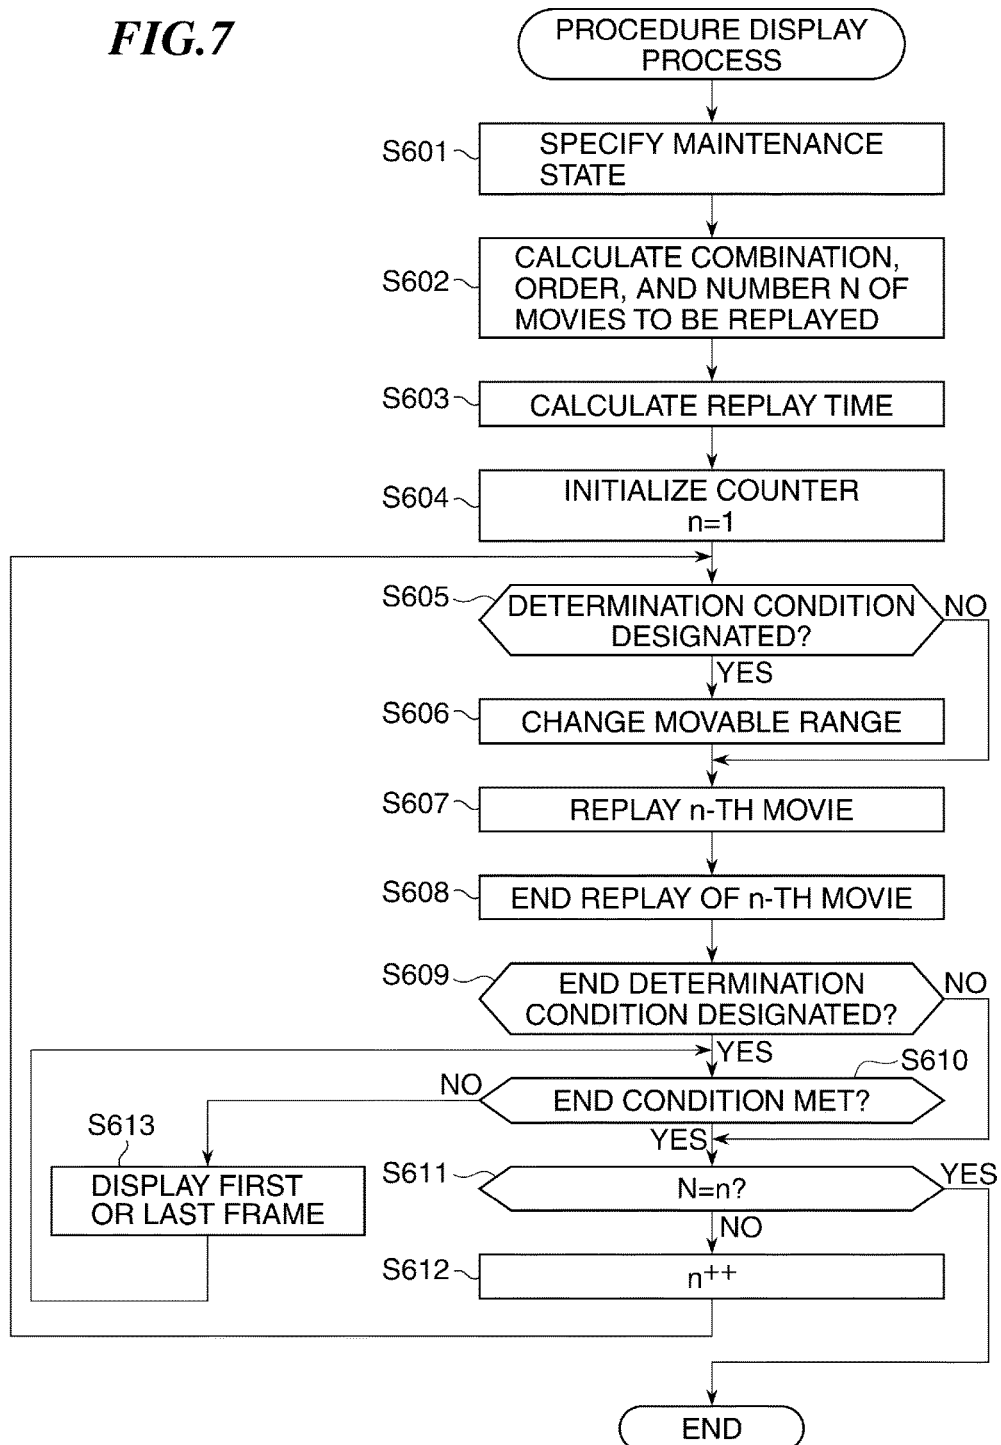 FIG.7
PROCEDURE DISPLAY
PROCESS
S601
SPECIFY MAINTENANCE
STATE
S602
CALCULATE COMBINATION,
ORDER, AND NUMBER N OF
MOVIES TO BE REPLAYED
S603
CALCULATE REPLAY TIME
S604
INITIALIZE COUNTER
n=1
S605
DETERMINATION CONDITION
DESIGNATED?
NO
YES
S606
CHANGE MOVABLE RANGE
S607
REPLAY n-TH MOVIE
S608
END REPLAY OF n-TH MOVIE
S609
END DETERMINATION
CONDITION DESIGNATED?
NO
YES
S610
NO
END CONDITION MET?
YES
S613
DISPLAY FIRST
OR LAST FRAME
S611
N=n?
YES
NO
S612
n++
END